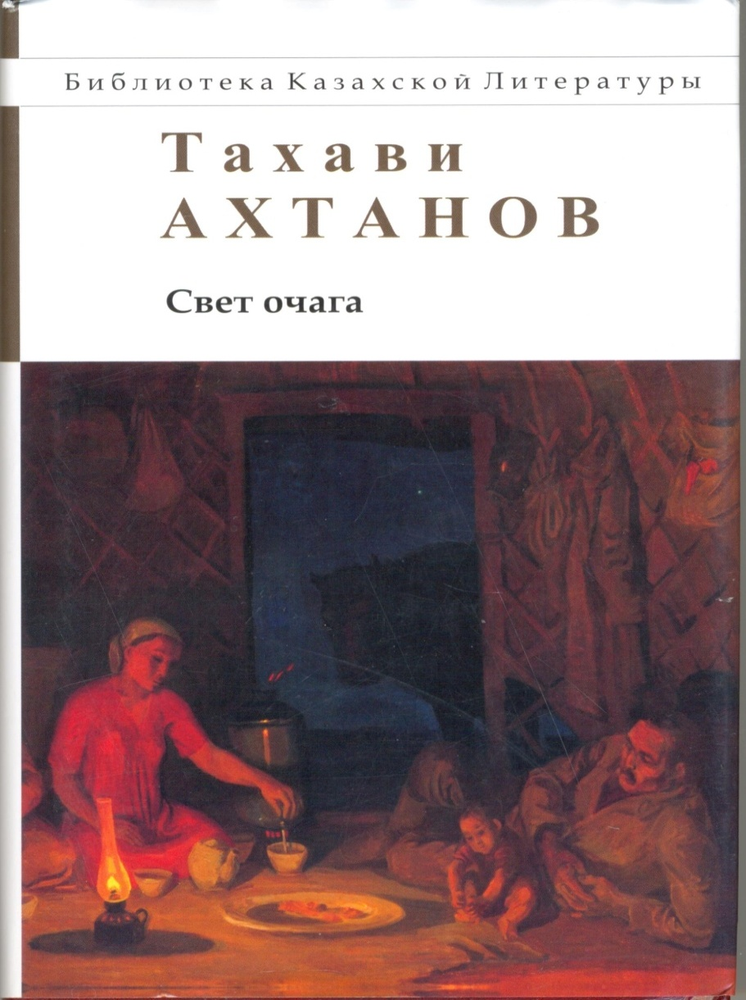 Библиотека Казахской Литературы
Тахави
АХТАНОВ
Свет очага